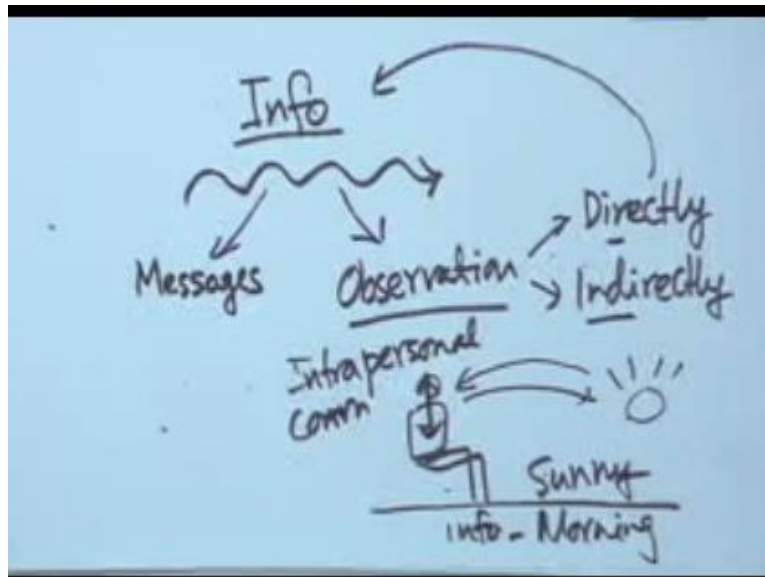 Info
Messages
Observation
Directly
Indirectly
Intrapersonal
Comm
Sunny
info - Morning